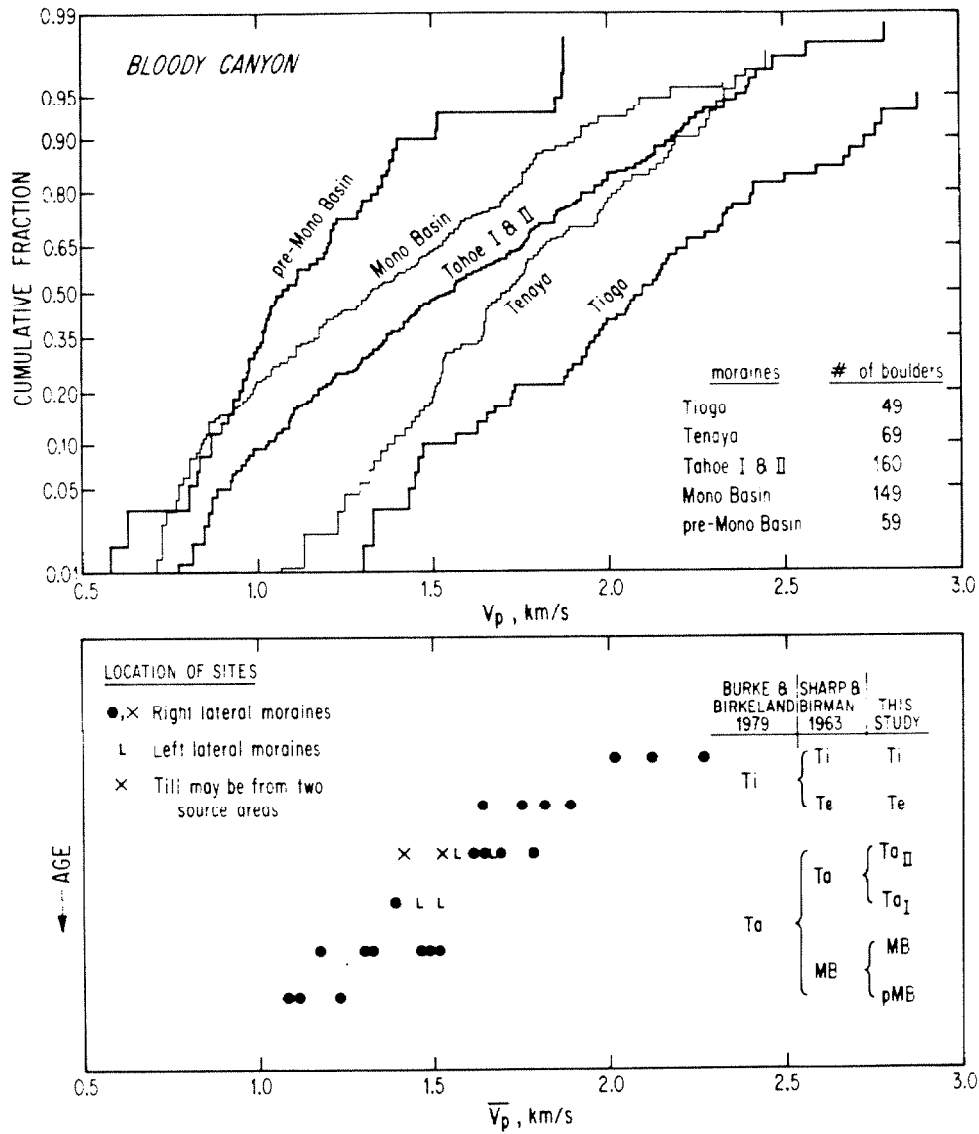 BLOODY CANYON
CUMULATIVE FRACTION
0.99
0.95
0.90
0.80
0.65
0.50
0.35
0.20
0.10
0.05
0.01
pre-Mono Basin
Mono Basin
Tahoe I & II
Tenaya
Tioga
moraines # of boulders
Tioga 49
Tenaya 69
Tahoe I & II 160
Mono Basin 149
pre-Mono Basin 59
0.5 1.0 1.5 2.0 2.5 3.0
Vp , km/s
LOCATION OF SITES
●,× Right lateral moraines
L Left lateral moraines
× Till may be from two
source areas
BURKE & SHARP &
BIRKELAND BIRMAN THIS
1979 1963 STUDY
Ti Ti Ti
Te Te
Ta Ta Ta II
Ta I
MB MB
pMB
× × L L
L L
AGE
0.5 1.0 1.5 2.0 2.5 3.0
V̅p , km/s